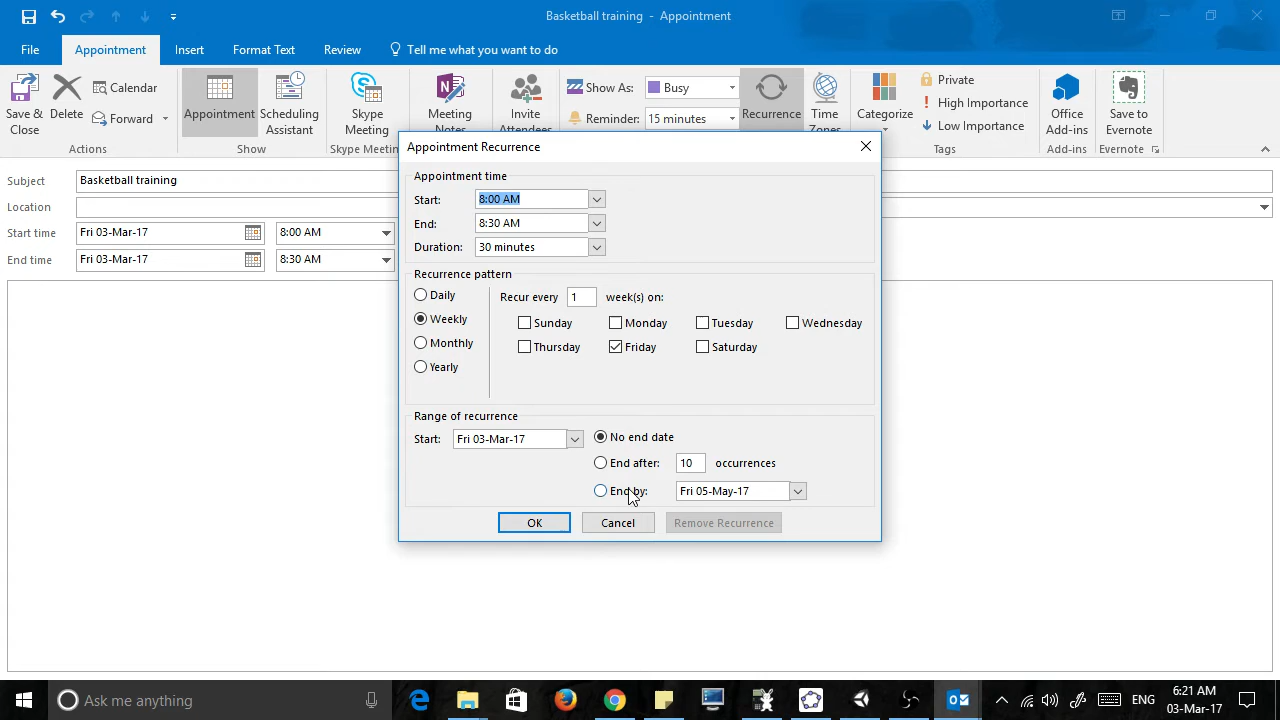 Basketball training - Appointment
File Appointment Insert Format Text Review Tell me what you want to do
Save & Close
Delete
Calendar
Forward
Actions
Appointment
Scheduling Assistant
Show
Skype Meeting
Skype Meetin
Meeting Notes
Invite Attendees
Show As: Busy
Reminder: 15 minutes
Recurrence
Time Zones
Categorize
Private
High Importance
Low Importance
Tags
Office Add-ins
Add-ins
Save to Evernote
Evernote
Subject Basketball training
Location
Start time Fri 03-Mar-17 8:00 AM
End time Fri 03-Mar-17 8:30 AM
Appointment Recurrence
Appointment time
Start: 8:00 AM
End: 8:30 AM
Duration: 30 minutes
Recurrence pattern
Daily
Weekly
Monthly
Yearly
Recur every 1 week(s) on:
Sunday Monday Tuesday Wednesday
Thursday Friday Saturday
Range of recurrence
Start: Fri 03-Mar-17
No end date
End after: 10 occurrences
End by: Fri 05-May-17
OK Cancel Remove Recurrence
Ask me anything
ENG
6:21 AM
03-Mar-17